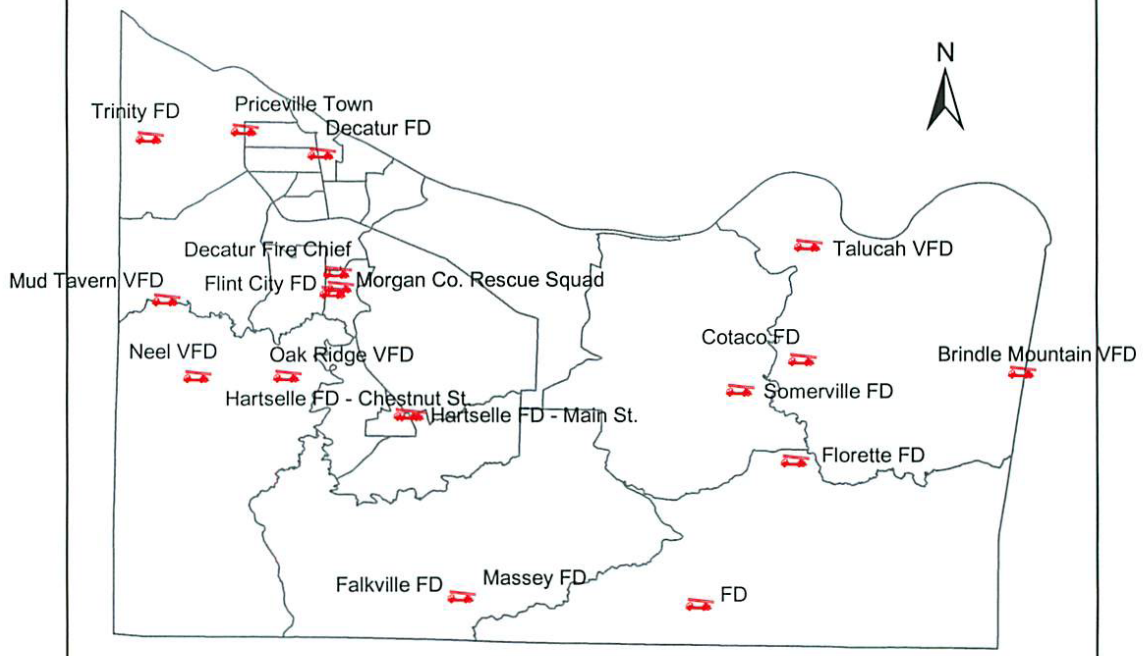 N
Trinity FD
Priceville Town
Decatur FD
Decatur Fire Chief
Talucah VFD
Mud Tavern VFD
Flint City FD
Morgan Co. Rescue Squad
Neel VFD
Oak Ridge VFD
Cotaco FD
Brindle Mountain VFD
Hartselle FD - Chestnut St.
Somerville FD
Hartselle FD - Main St.
Florette FD
Falkville FD
Massey FD
FD